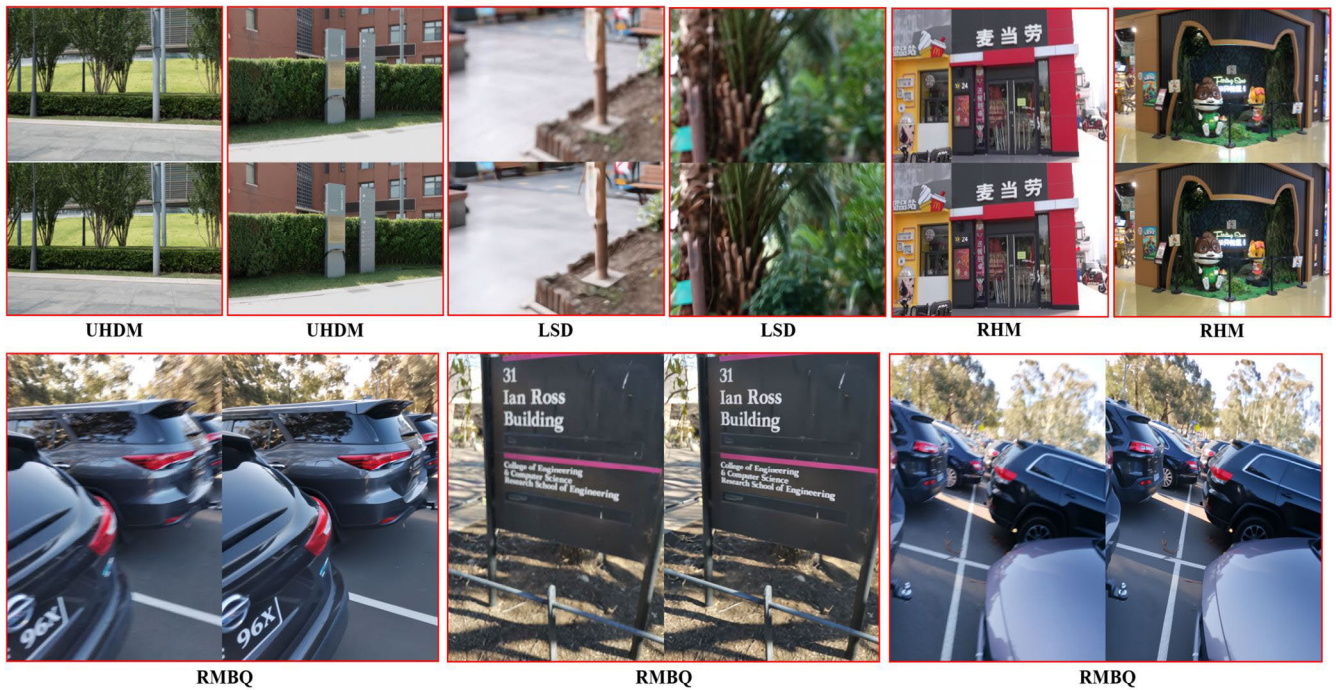 麦当劳
24
麦当劳
24
UHDM
UHDM
LSD
LSD
RHM
RHM
96X
96X
31
Ian Ross
Building
College of Engineering
& Computer Science
Research School of Engineering
31
Ian Ross
Building
College of Engineering
& Computer Science
Research School of Engineering
RMBQ
RMBQ
RMBQ